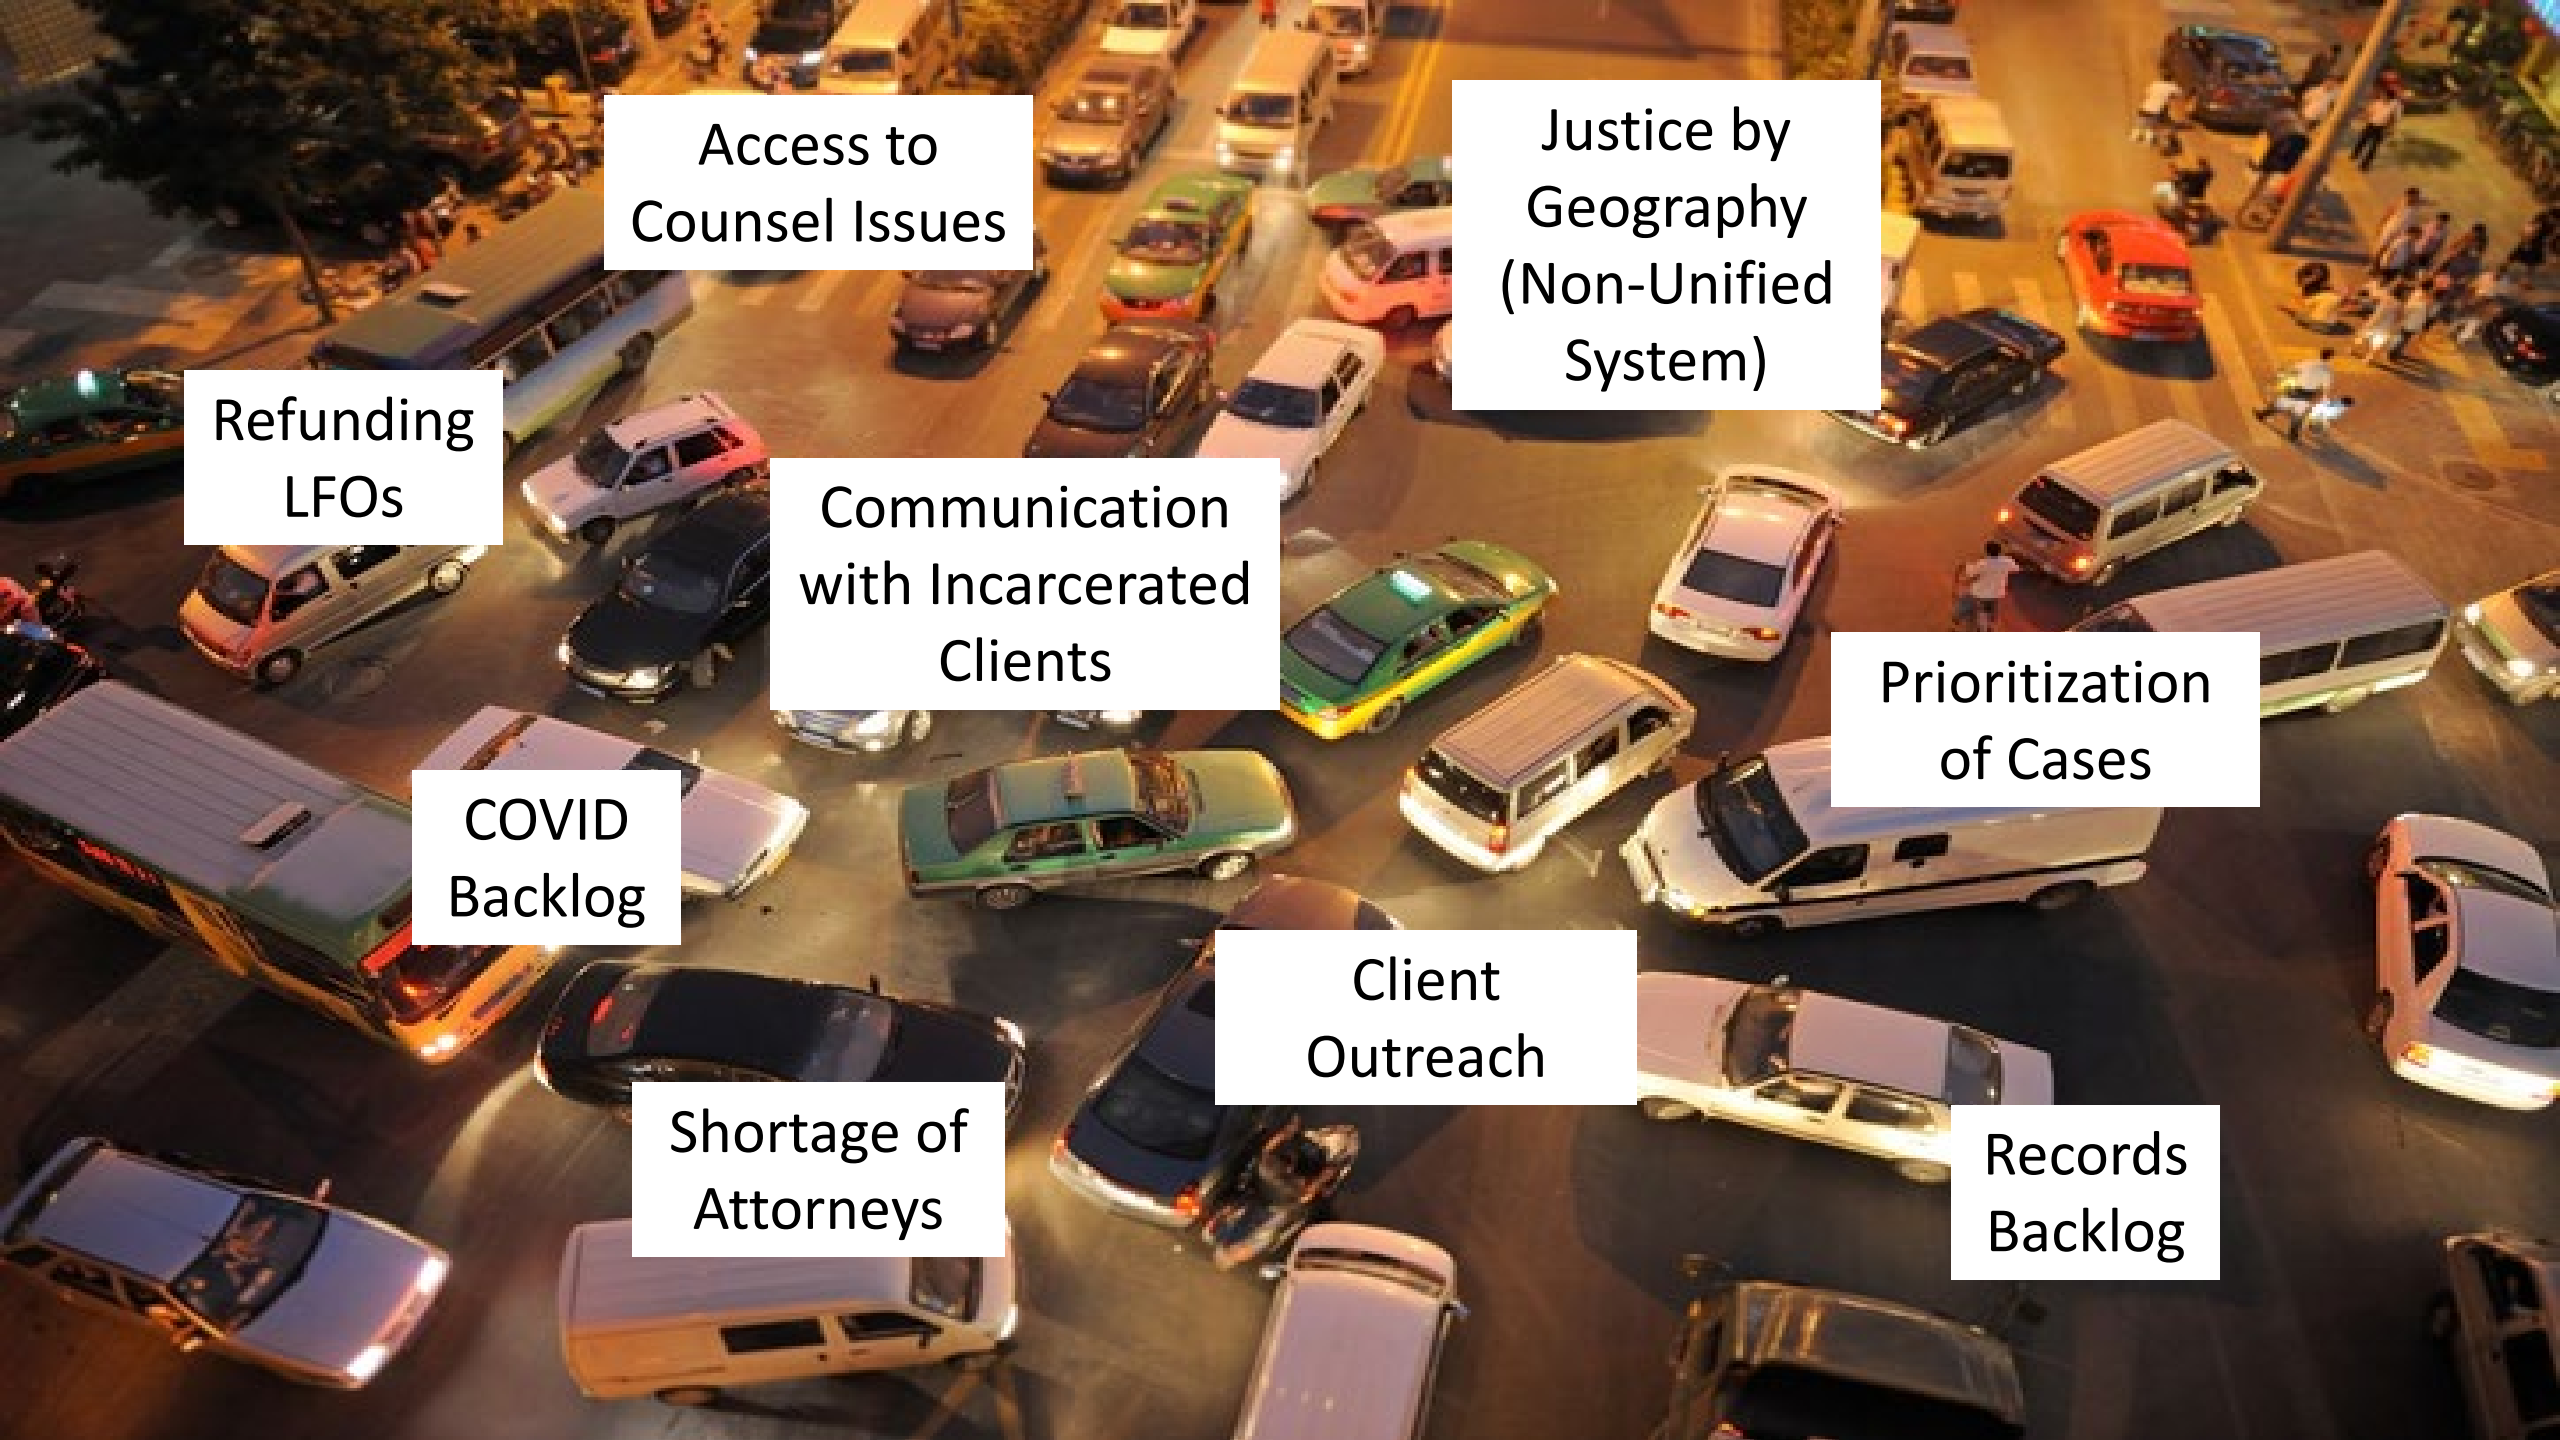 Access to
Counsel Issues
Justice by
Geography
(Non-Unified
System)
Refunding
LFOs
Communication
with Incarcerated
Clients
Prioritization
of Cases
COVID
Backlog
Client
Outreach
Shortage of
Attorneys
Records
Backlog